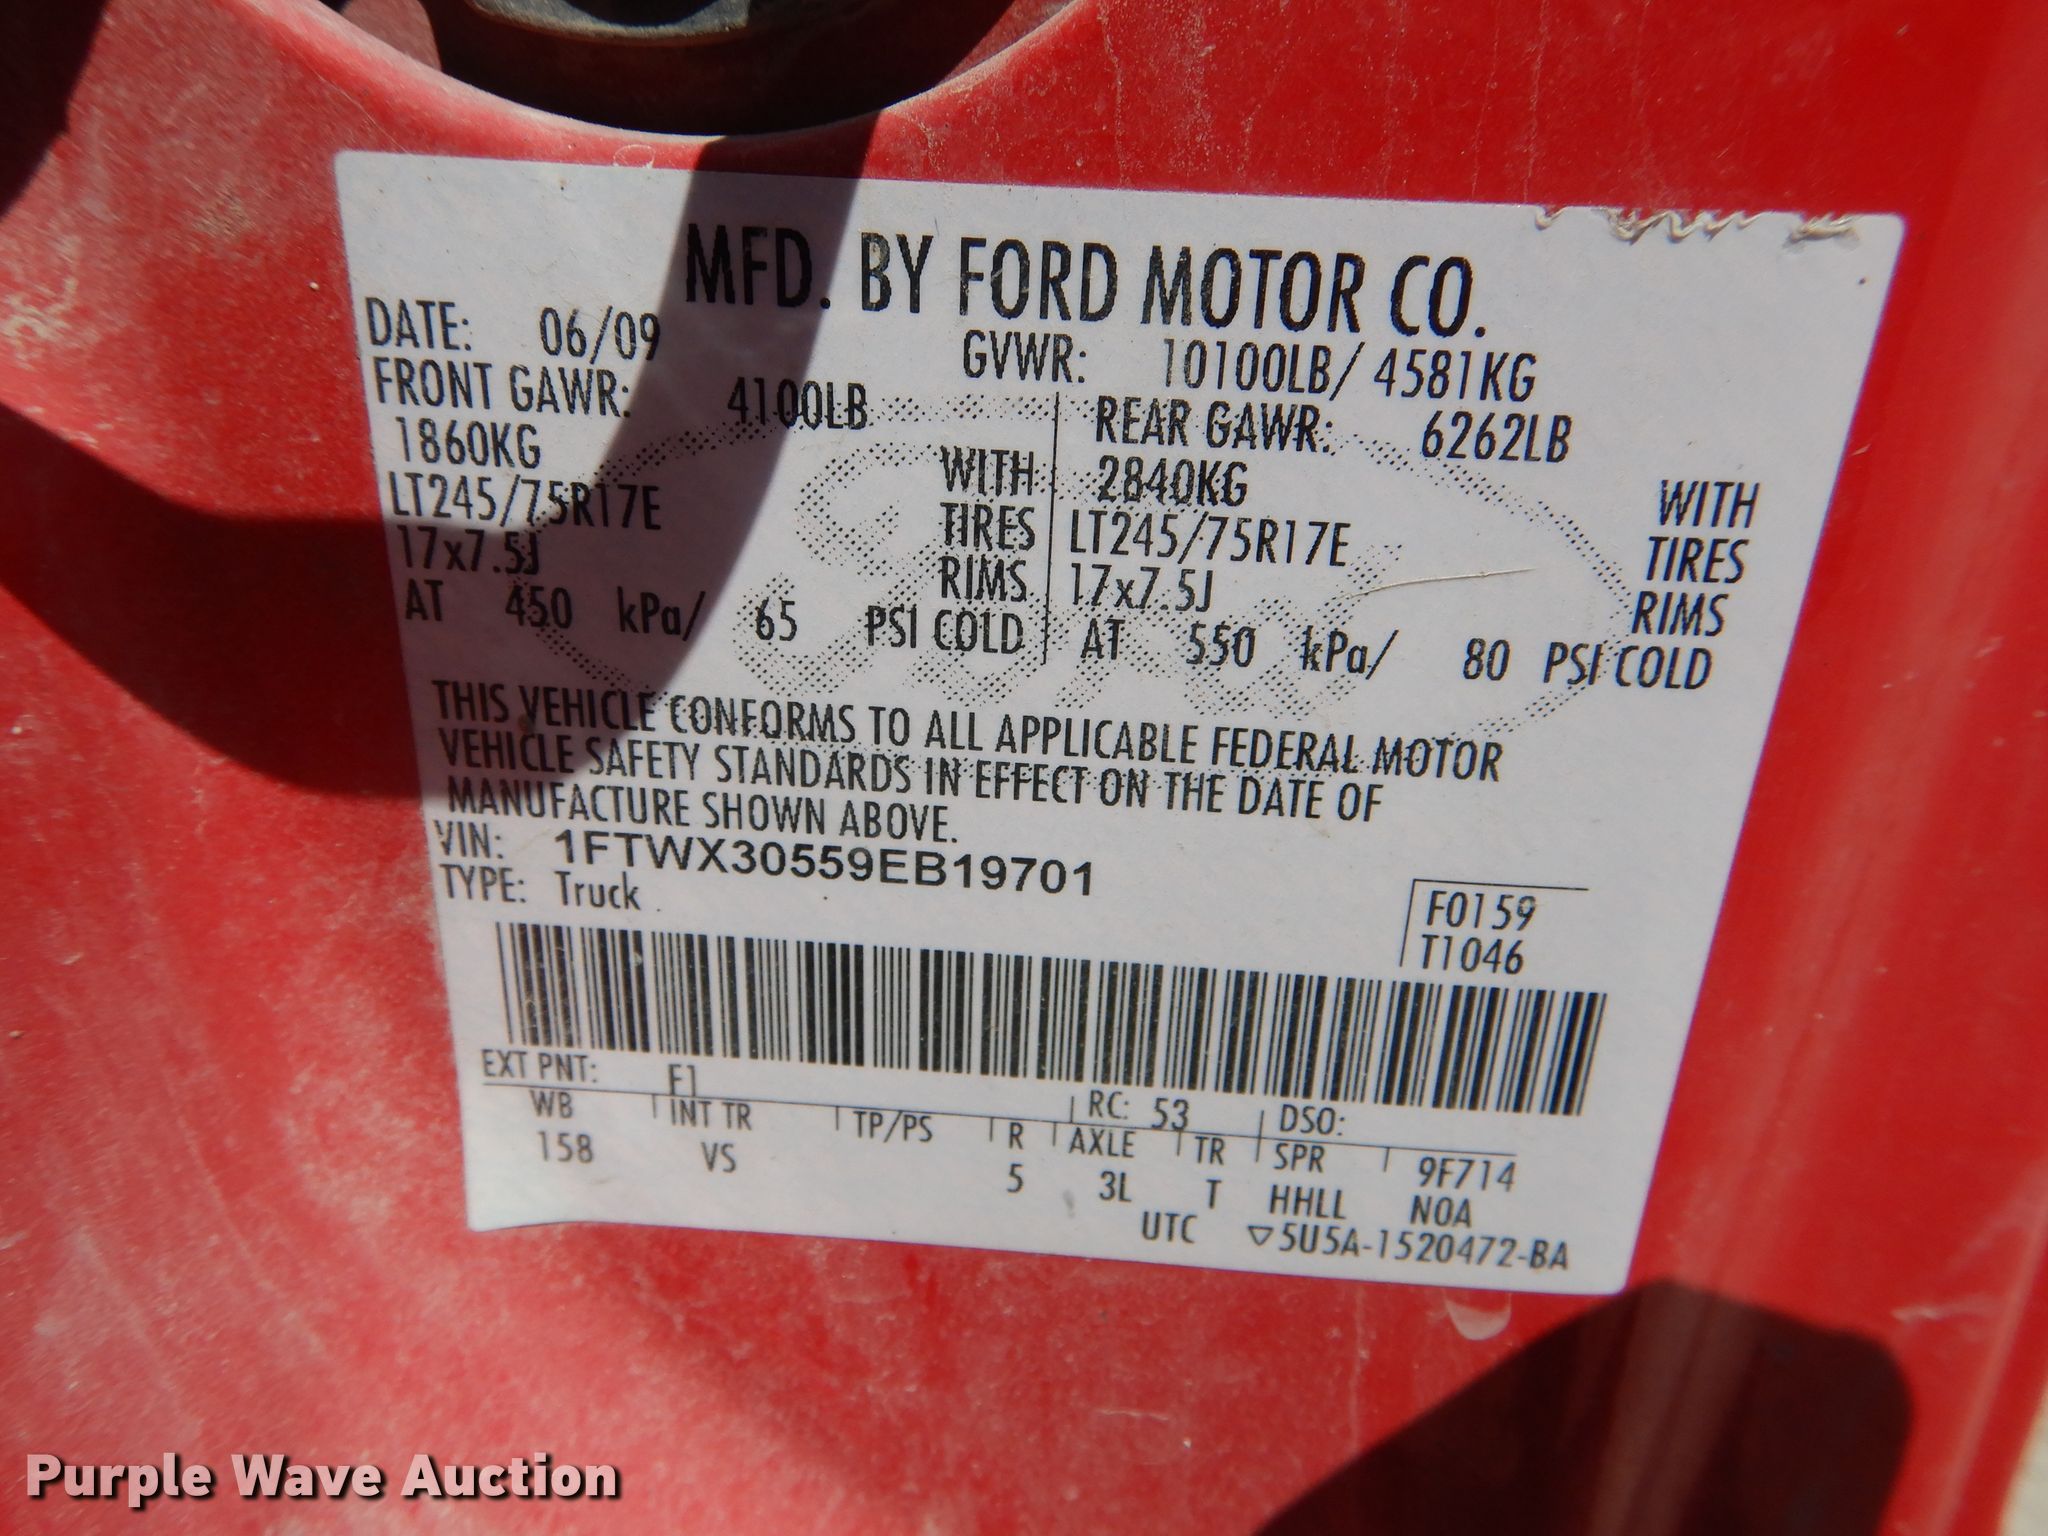 MFD. BY FORD MOTOR CO.
DATE: 06/09 GVWR: 10100LB/ 4581KG
FRONT GAWR: 4100LB REAR GAWR: 6262LB
1860KG WITH 2840KG WITH
LT245/75R17E TIRES LT245/75R17E TIRES
17x7.5J RIMS 17x7.5J RIMS
AT 450 kPa/ 65 PSI COLD AT 550 kPa/ 80 PSI COLD
THIS VEHICLE CONFORMS TO ALL APPLICABLE FEDERAL MOTOR
VEHICLE SAFETY STANDARDS IN EFFECT ON THE DATE OF
MANUFACTURE SHOWN ABOVE.
VIN: 1FTWX30559EB19701
TYPE: Truck
F0159
T1046
EXT PNT: F1 RC: 53 DSO:
WB INT TR TP/PS R AXLE TR SPR 9F714
158 VS 5 3L T HHLL NOA
UTC ▽5U5A-1520472-BA
Purple Wave Auction